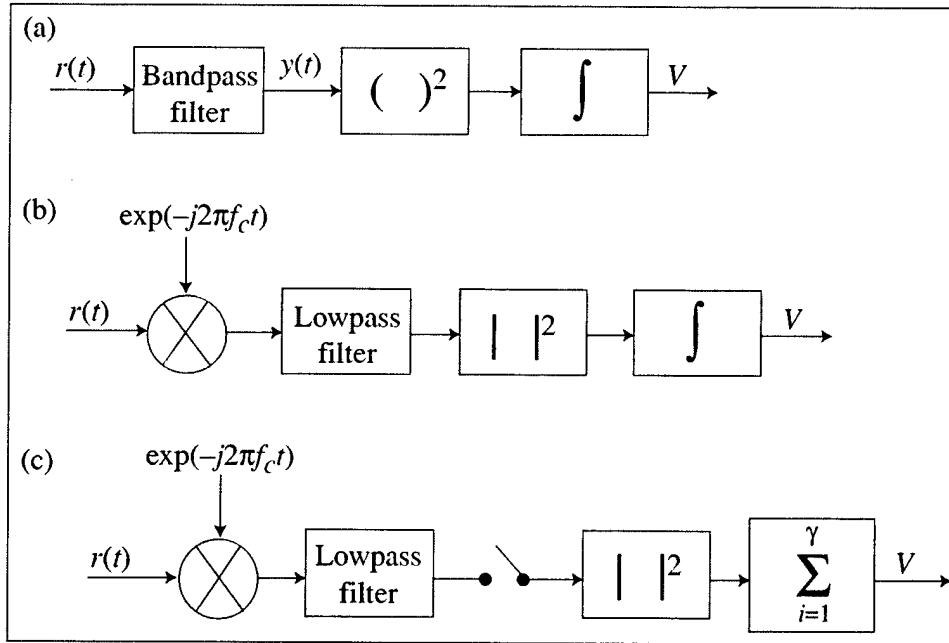 (a)
r(t)
Bandpass
filter
y(t)
( )²
∫
V
(b)
exp(−j2πf_c t)
r(t)
Lowpass
filter
| |²
∫
V
(c)
exp(−j2πf_c t)
r(t)
Lowpass
filter
| |²
γ
∑
i=1
V